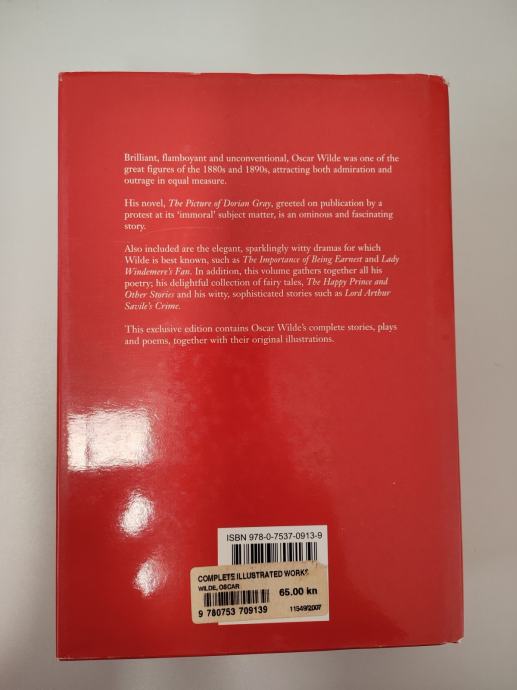 Brilliant, flamboyant and unconventional, Oscar Wilde was one of the
great figures of the 1880s and 1890s, attracting both admiration and
outrage in equal measure.
His novel, The Picture of Dorian Gray, greeted on publication by a
protest at its 'immoral' subject matter, is an ominous and fascinating
story.
Also included are the elegant, sparklingly witty dramas for which
Wilde is best known, such as The Importance of Being Earnest and Lady
Windemere's Fan. In addition, this volume gathers together all his
poetry; his delightful collection of fairy tales, The Happy Prince and
Other Stories and his witty, sophisticated stories such as Lord Arthur
Savile's Crime.
This exclusive edition contains Oscar Wilde's complete stories, plays
and poems, together with their original illustrations.
ISBN 978-0-7537-0913-9
COMPLETE ILLUSTRATED WORKS
WILDE, OSCAR
65.00 kn
9 780753 709139
11549/2007